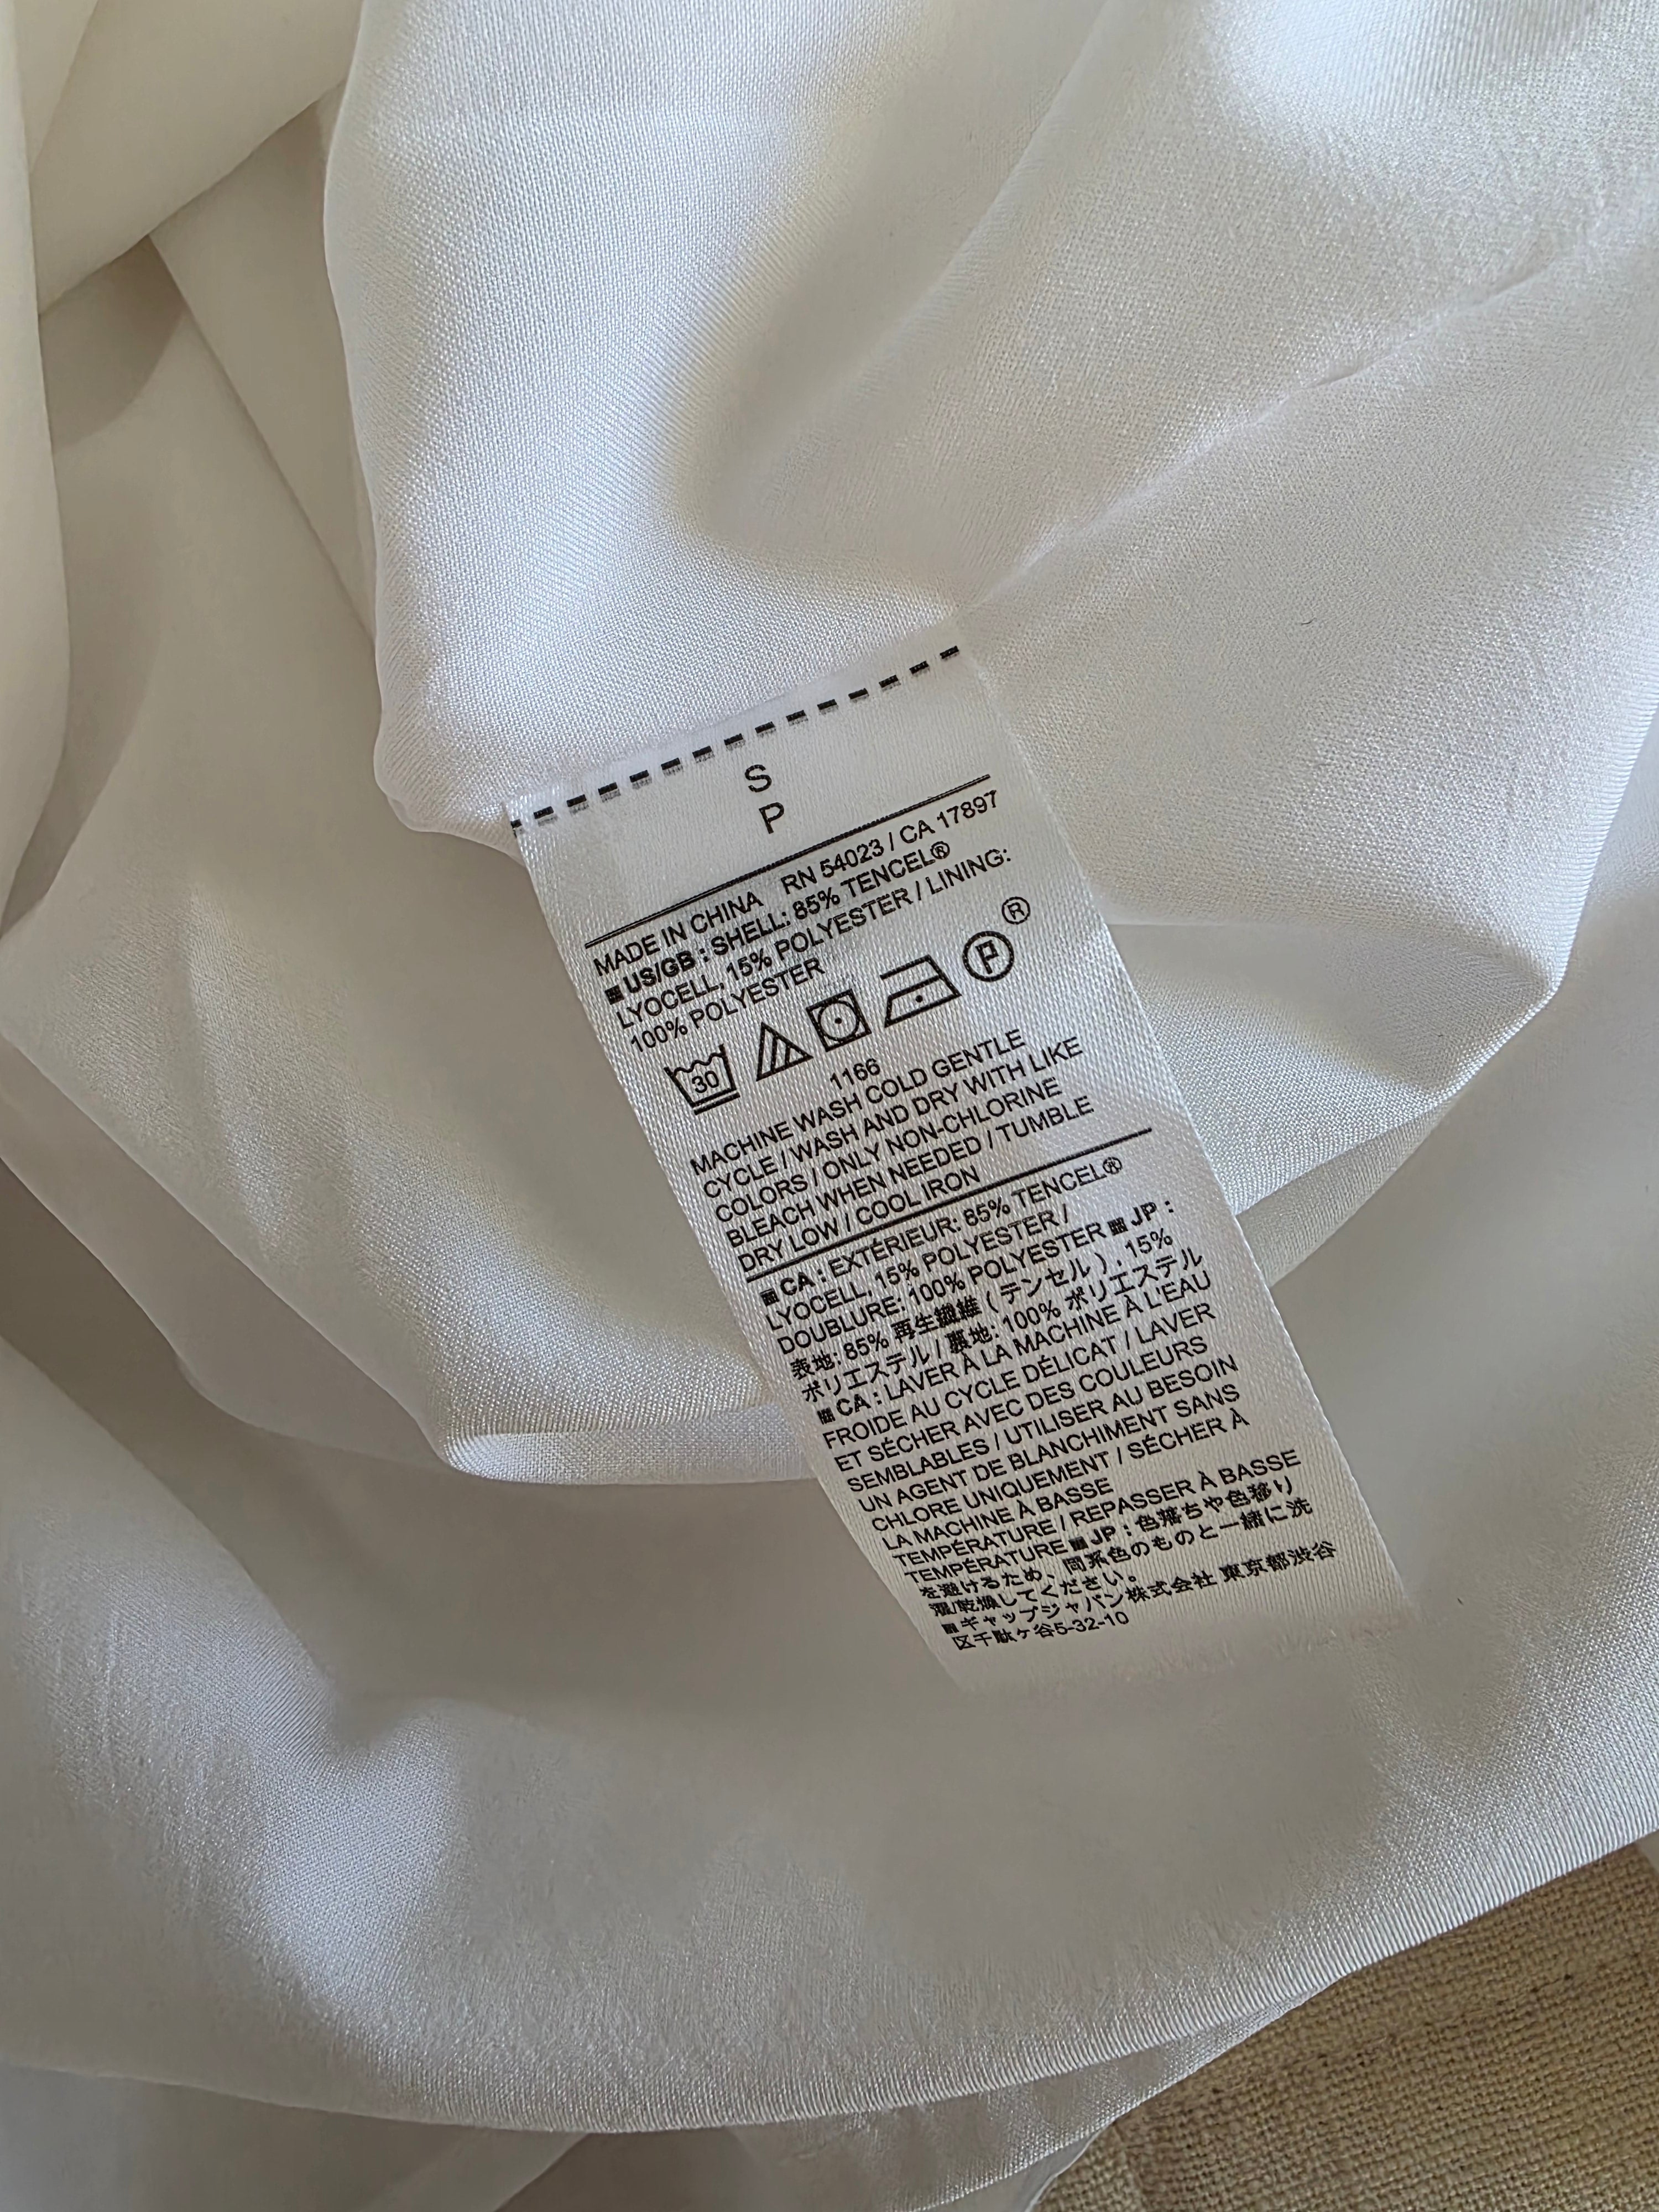 S
P
MADE IN CHINA RN 54023 / CA 17897
US/GB : SHELL: 85% TENCEL®
LYOCELL, 15% POLYESTER / LINING:
100% POLYESTER
30 P ®
1166
MACHINE WASH COLD GENTLE
CYCLE / WASH AND DRY WITH LIKE
COLORS / ONLY NON-CHLORINE
BLEACH WHEN NEEDED / TUMBLE
DRY LOW / COOL IRON
CA : EXTÉRIEUR: 85% TENCEL®
LYOCELL, 15% POLYESTER /
DOUBLURE: 100% POLYESTER JP :
表地: 85% 再生繊維 ( テンセル ), 15%
ポリエステル / 裏地: 100% ポリエステル
CA : LAVER À LA MACHINE À L'EAU
FROIDE AU CYCLE DÉLICAT / LAVER
ET SÉCHER AVEC DES COULEURS
SEMBLABLES / UTILISER AU BESOIN
UN AGENT DE BLANCHIMENT SANS
CHLORE UNIQUEMENT / SÉCHER À
LA MACHINE À BASSE
TEMPÉRATURE / REPASSER À BASSE
TEMPÉRATURE JP : 色落ちや色移り
を避けるため、同系色のものと一緒に洗
濯/乾燥してください。
ギャップジャパン株式会社 東京都渋谷
区千駄ヶ谷5-32-10